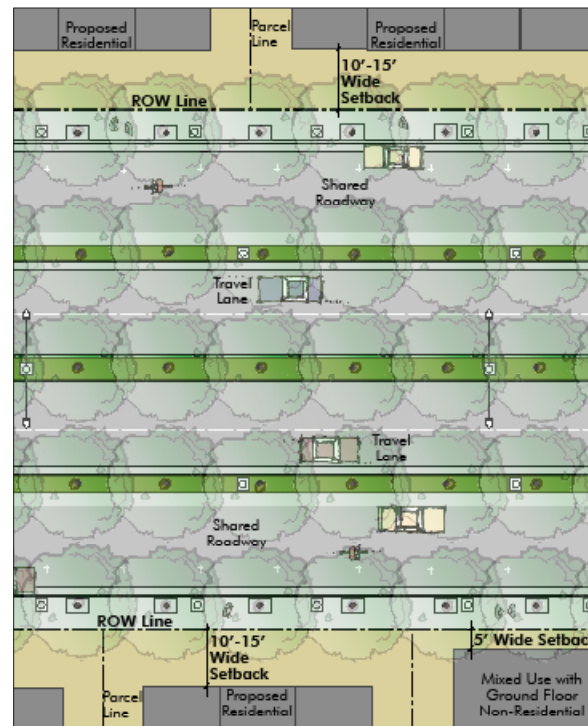 Proposed
Residential
Parcel
Line
Proposed
Residential
10'-15'
Wide
Setback
ROW Line
Shared
Roadway
Travel
Lane
Travel
Lane
Shared
Roadway
ROW Line
10'-15'
Wide
Setback
5' Wide Setback
Parcel
Line
Proposed
Residential
Mixed Use with
Ground Floor
Non-Residential